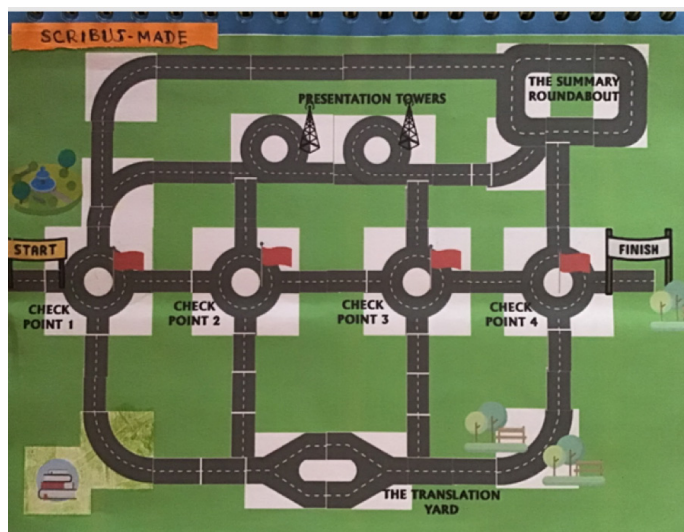 SCRIBUS-MADE
THE SUMMARY
ROUNDABOUT
PRESENTATION TOWERS
START
FINISH
CHECK
POINT 1
CHECK
POINT 2
CHECK
POINT 3
CHECK
POINT 4
THE TRANSLATION
YARD